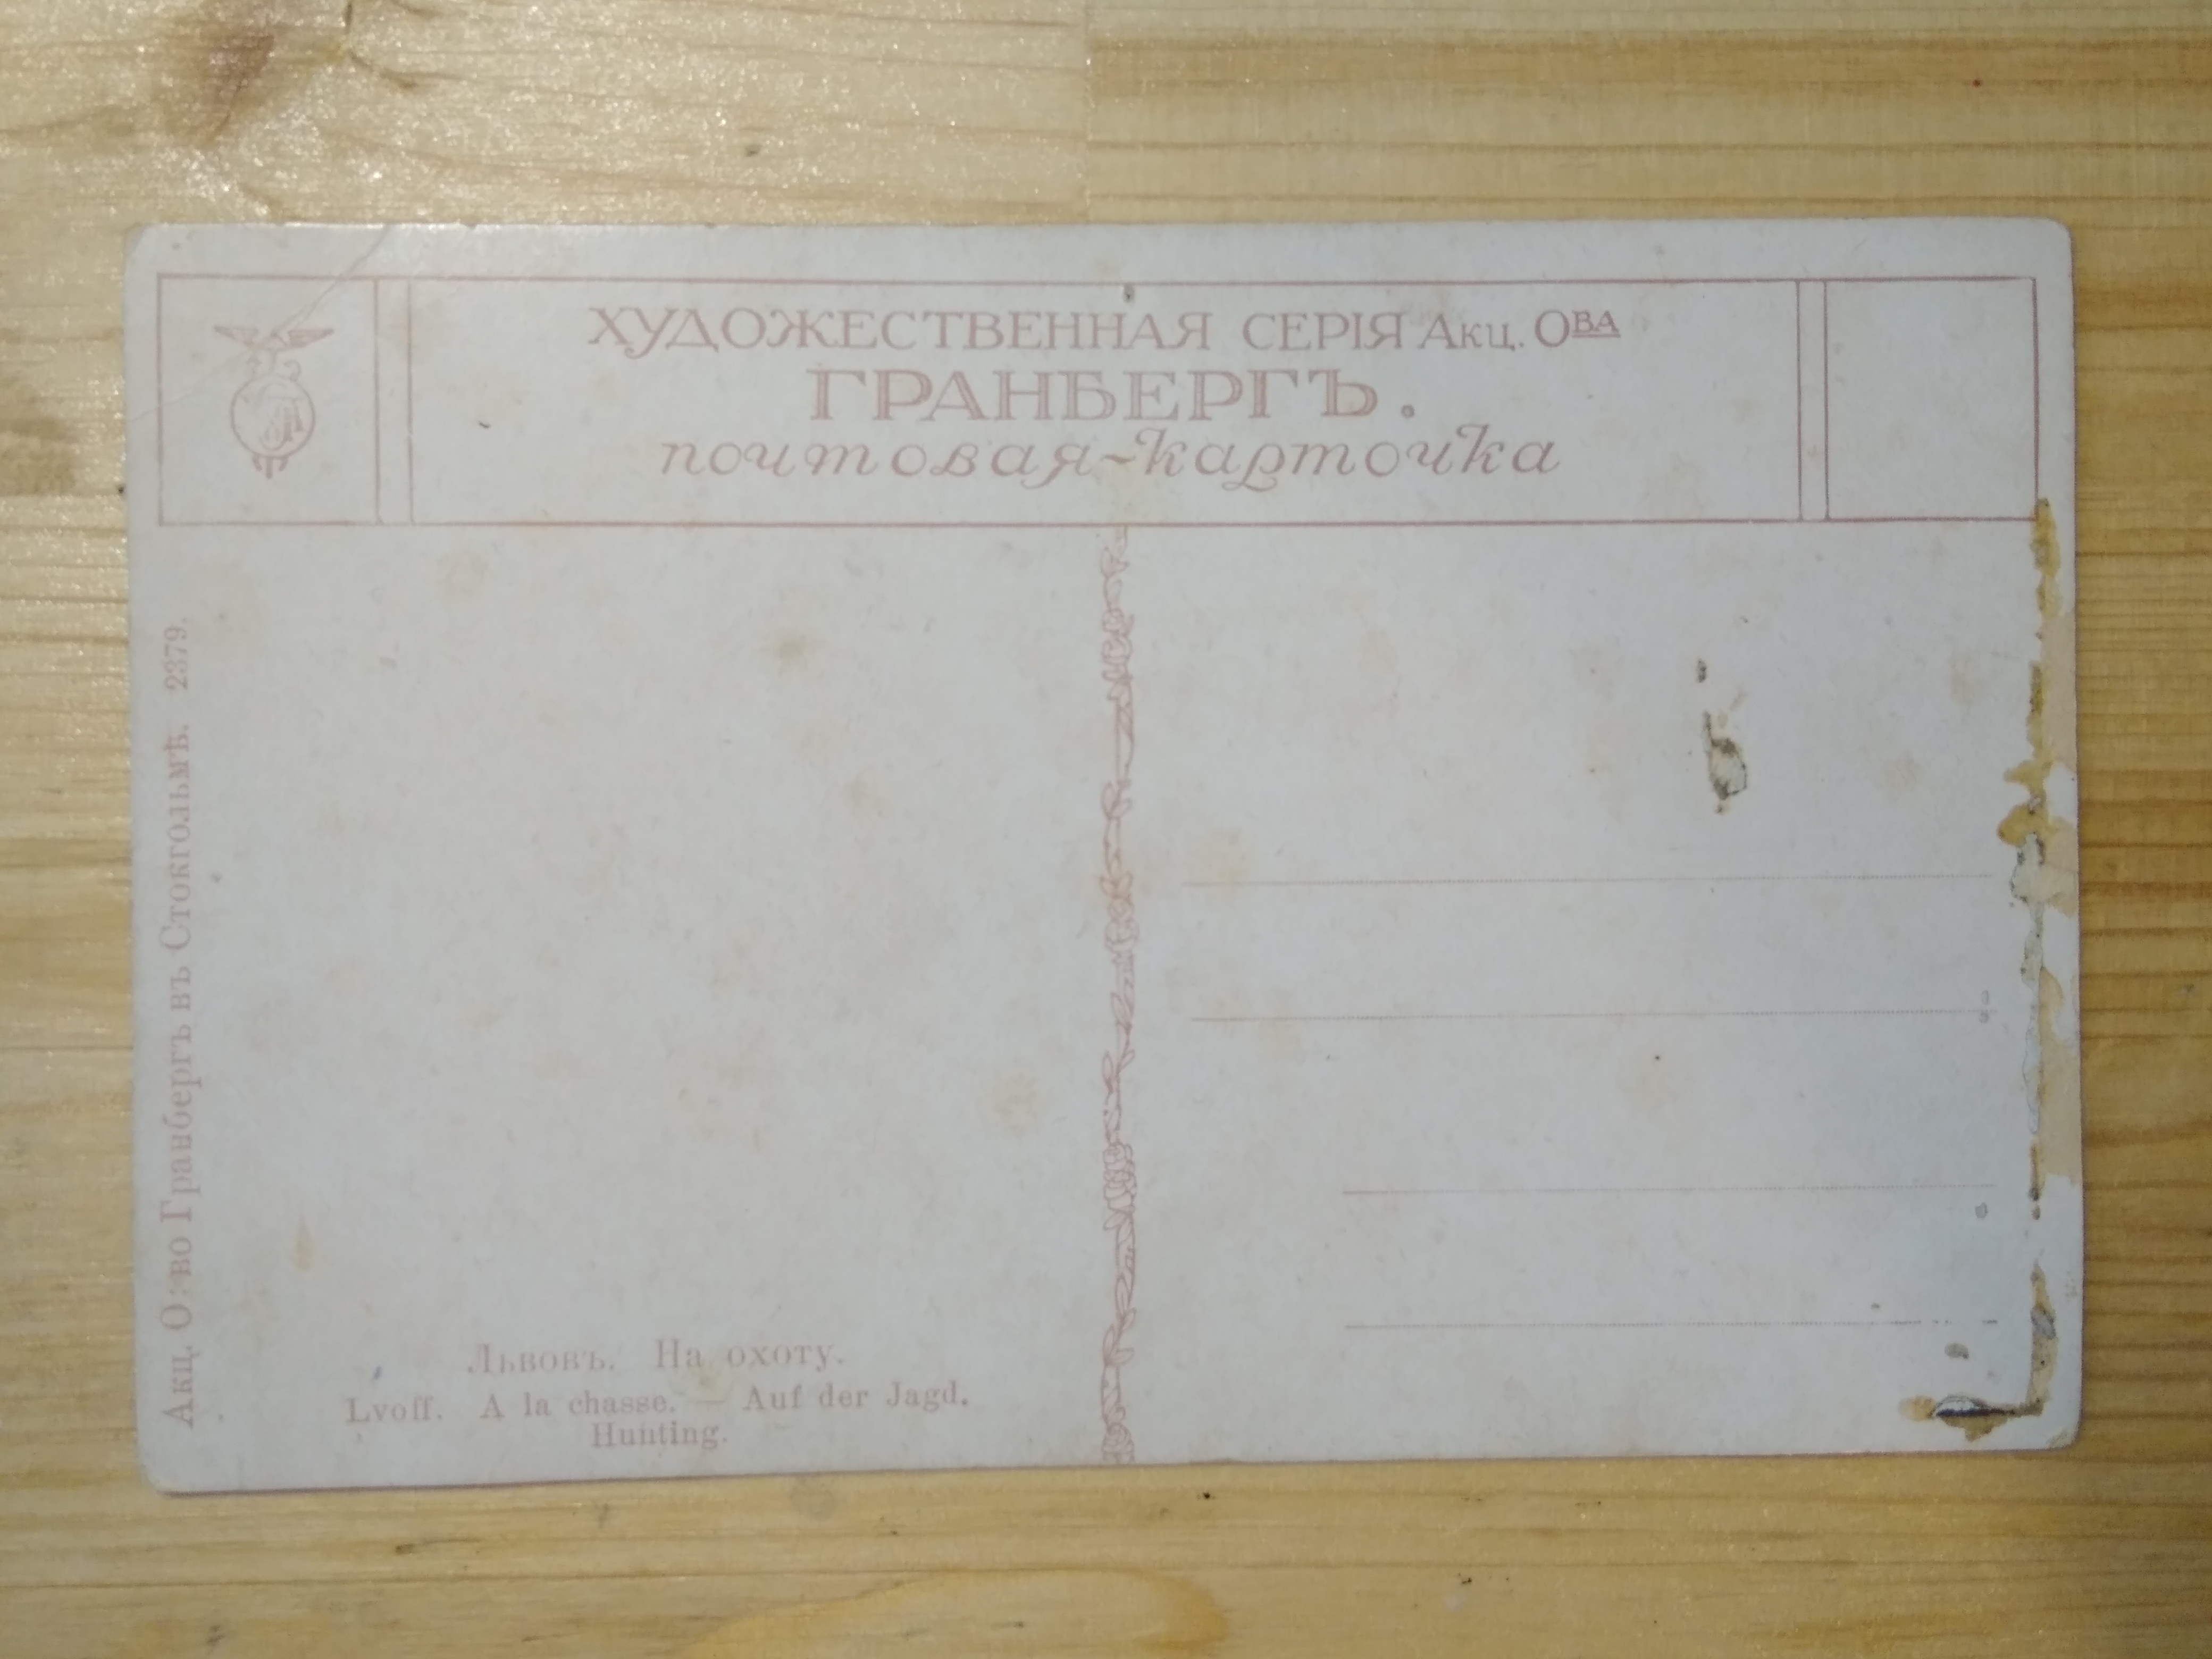 ХУДОЖЕСТВЕННАЯ СЕРІЯ Акц. Ова
ГРАНБЕРГЪ.
почтовая-карточка
Акц. О:во Гранбергъ въ Стокгольмѣ. 2379.
Львовъ. На охоту.
Lvoff. A la chasse. — Auf der Jagd.
Hunting.